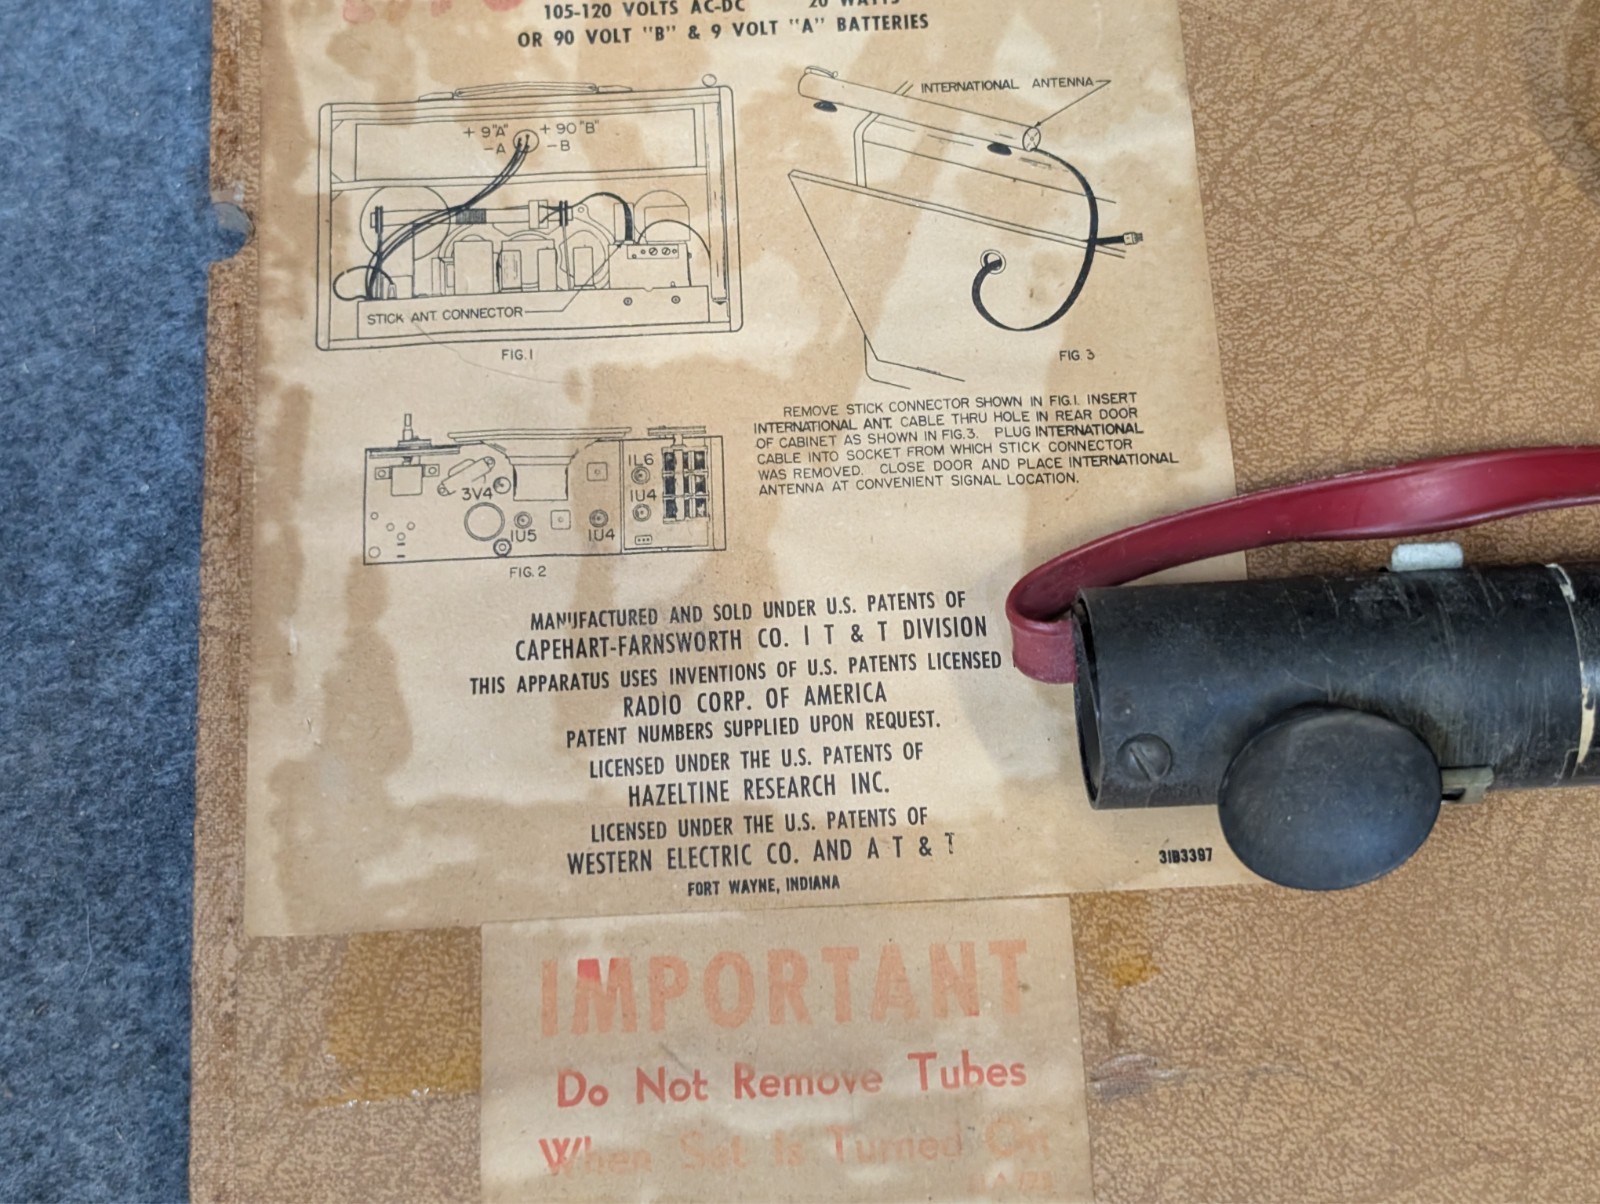 105-120 VOLTS AC-DC 20 WATTS
OR 90 VOLT "B" & 9 VOLT "A" BATTERIES
+ 9"A" + 90"B"
-A -B
STICK ANT. CONNECTOR
FIG. 1
INTERNATIONAL ANTENNA
FIG. 3
3V4
1U5
1U4
1L6
1U4
FIG. 2
REMOVE STICK CONNECTOR SHOWN IN FIG.1. INSERT
INTERNATIONAL ANT. CABLE THRU HOLE IN REAR DOOR
OF CABINET AS SHOWN IN FIG.3. PLUG INTERNATIONAL
CABLE INTO SOCKET FROM WHICH STICK CONNECTOR
WAS REMOVED. CLOSE DOOR AND PLACE INTERNATIONAL
ANTENNA AT CONVENIENT SIGNAL LOCATION.
MANUFACTURED AND SOLD UNDER U.S. PATENTS OF
CAPEHART-FARNSWORTH CO. I T & T DIVISION
THIS APPARATUS USES INVENTIONS OF U.S. PATENTS LICENSED
RADIO CORP. OF AMERICA
PATENT NUMBERS SUPPLIED UPON REQUEST.
LICENSED UNDER THE U.S. PATENTS OF
HAZELTINE RESEARCH INC.
LICENSED UNDER THE U.S. PATENTS OF
WESTERN ELECTRIC CO. AND A T & T
FORT WAYNE, INDIANA
31B3397
IMPORTANT
Do Not Remove Tubes
When Set Is Turned On